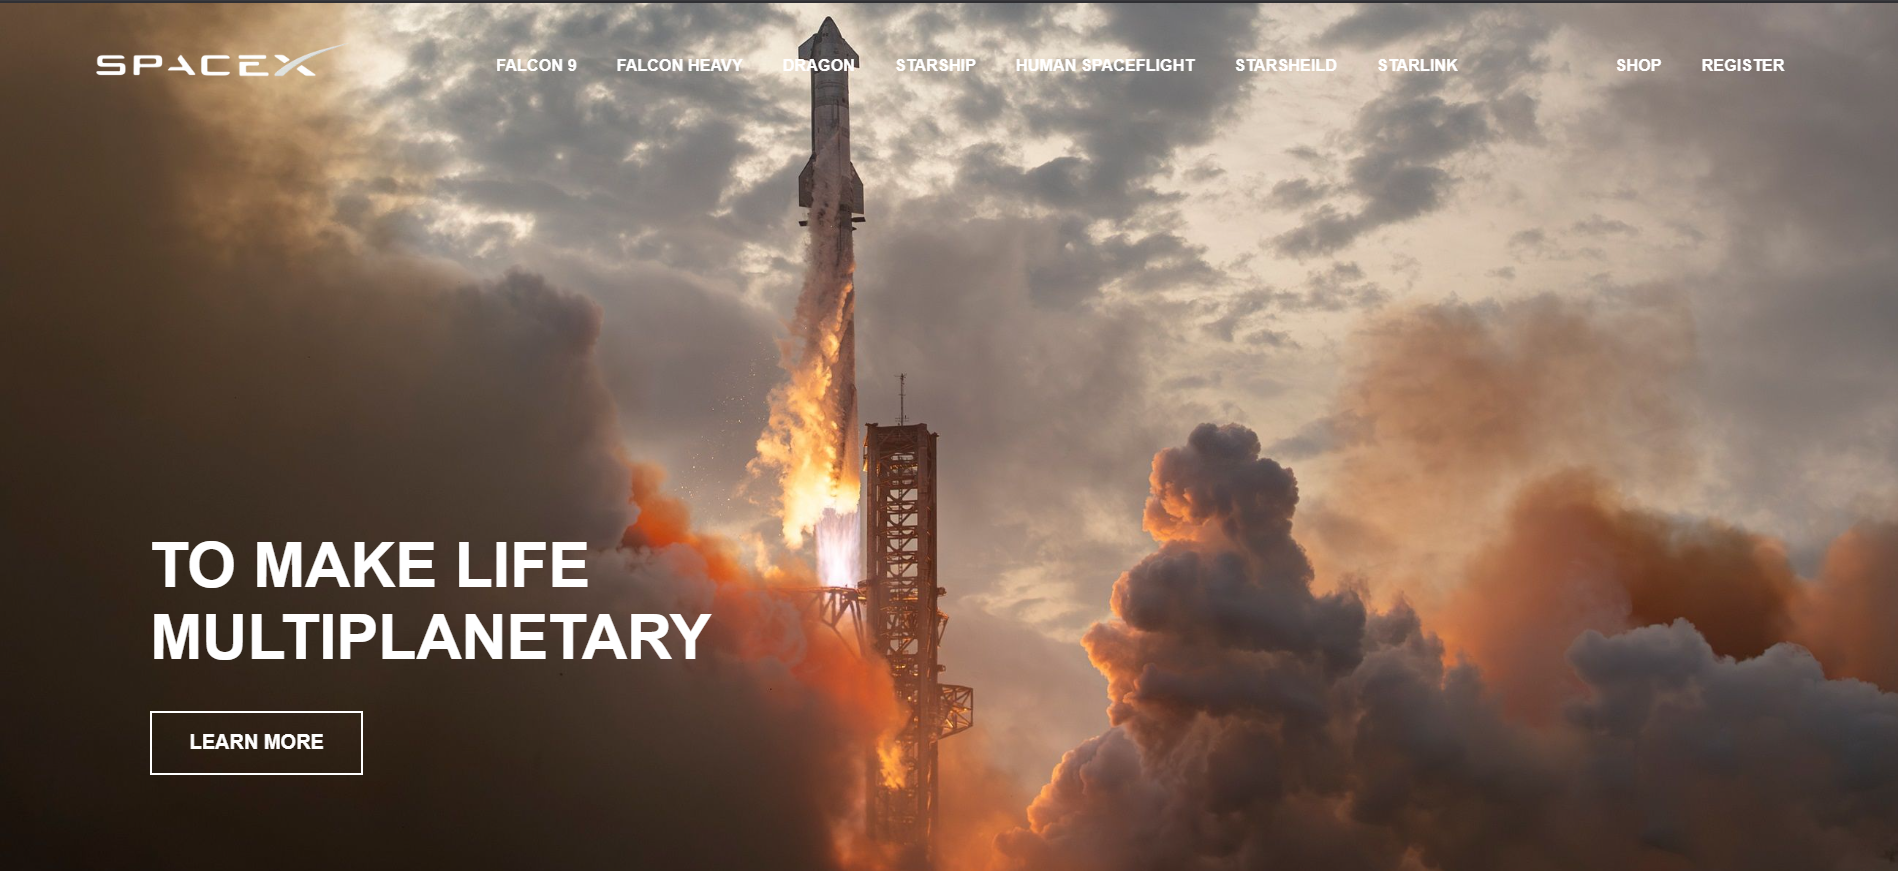 SPACEX
FALCON 9 FALCON HEAVY DRAGON STARSHIP HUMAN SPACEFLIGHT STARSHEILD STARLINK SHOP REGISTER
TO MAKE LIFE
MULTIPLANETARY
LEARN MORE